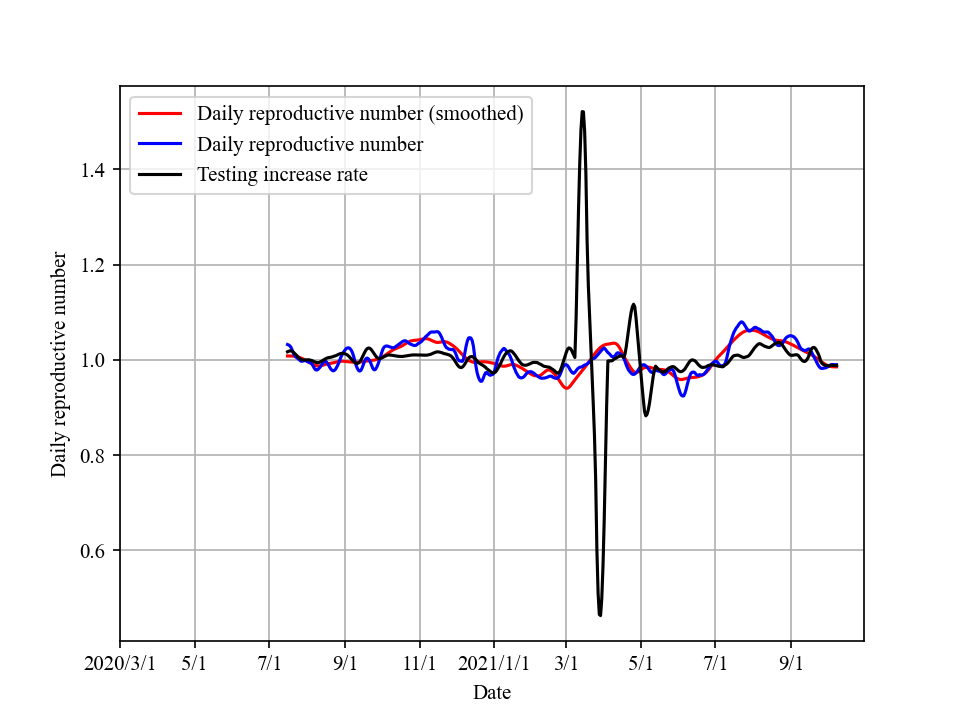 Daily reproductive number (smoothed)
Daily reproductive number
Testing increase rate
Daily reproductive number
1.4
1.2
1.0
0.8
0.6
2020/3/1 5/1 7/1 9/1 11/1 2021/1/1 3/1 5/1 7/1 9/1
Date